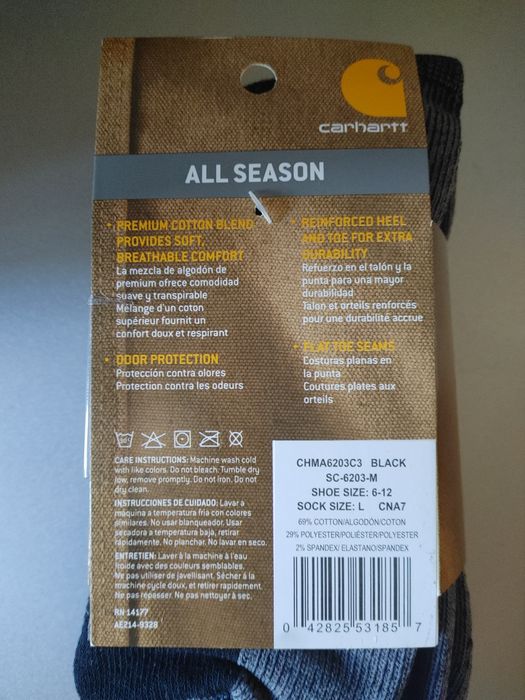 carhartt
ALL SEASON
• PREMIUM COTTON BLEND
PROVIDES SOFT,
BREATHABLE COMFORT
La mezcla de algodón de
premium ofrece comodidad
suave y transpirable
Mélange d'un coton
supérieur fournit un
confort doux et respirant
• ODOR PROTECTION
Protección contra olores
Protection contra les odeurs
• REINFORCED HEEL
AND TOE FOR EXTRA
DURABILITY
Refuerzo en el talón y la
punta para una mayor
durabilidad
Talon et orteils renforcés
pour une durabilité accrue
• FLAT TOE SEAMS
Costuras planas en
la punta
Coutures plates aux
orteils
CARE INSTRUCTIONS: Machine wash cold
with like colors. Do not bleach. Tumble dry
low, remove promptly. Do not iron. Do not
dry clean.
INSTRUCCIONES DE CUIDADO: Lavar a
máquina a temperatura fria con colores
similares. No usar blanqueador. Usar
secadora a temperatura baja, retirar
rápidamente. No planchar. No lavar en seco.
ENTRETIEN: Laver à la machine à l'eau
froide avec des couleurs semblables.
Ne pas utiliser de javellisant. Sécher à la
machine cycle doux, et retirer rapidement.
Ne pas repasser. Ne pas nettoyer à sec.
RN 14177
AE214-9328
CHMA6203C3 BLACK
SC-6203-M
SHOE SIZE: 6-12
SOCK SIZE: L CNA7
69% COTTON/ALGODÓN/COTON
29% POLYESTER/POLIÉSTER/POLYESTER
2% SPANDEX/ELASTANO/SPANDEX
0 42825 53185 7